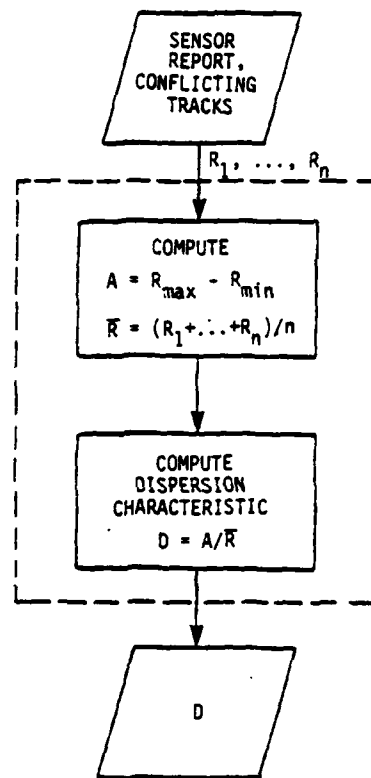 SENSOR
REPORT,
CONFLICTING
TRACKS
R1, ..., Rn
COMPUTE
A = Rmax - Rmin
R̅ = (R1+...+Rn)/n
COMPUTE
DISPERSION
CHARACTERISTIC
D = A/R̅
D